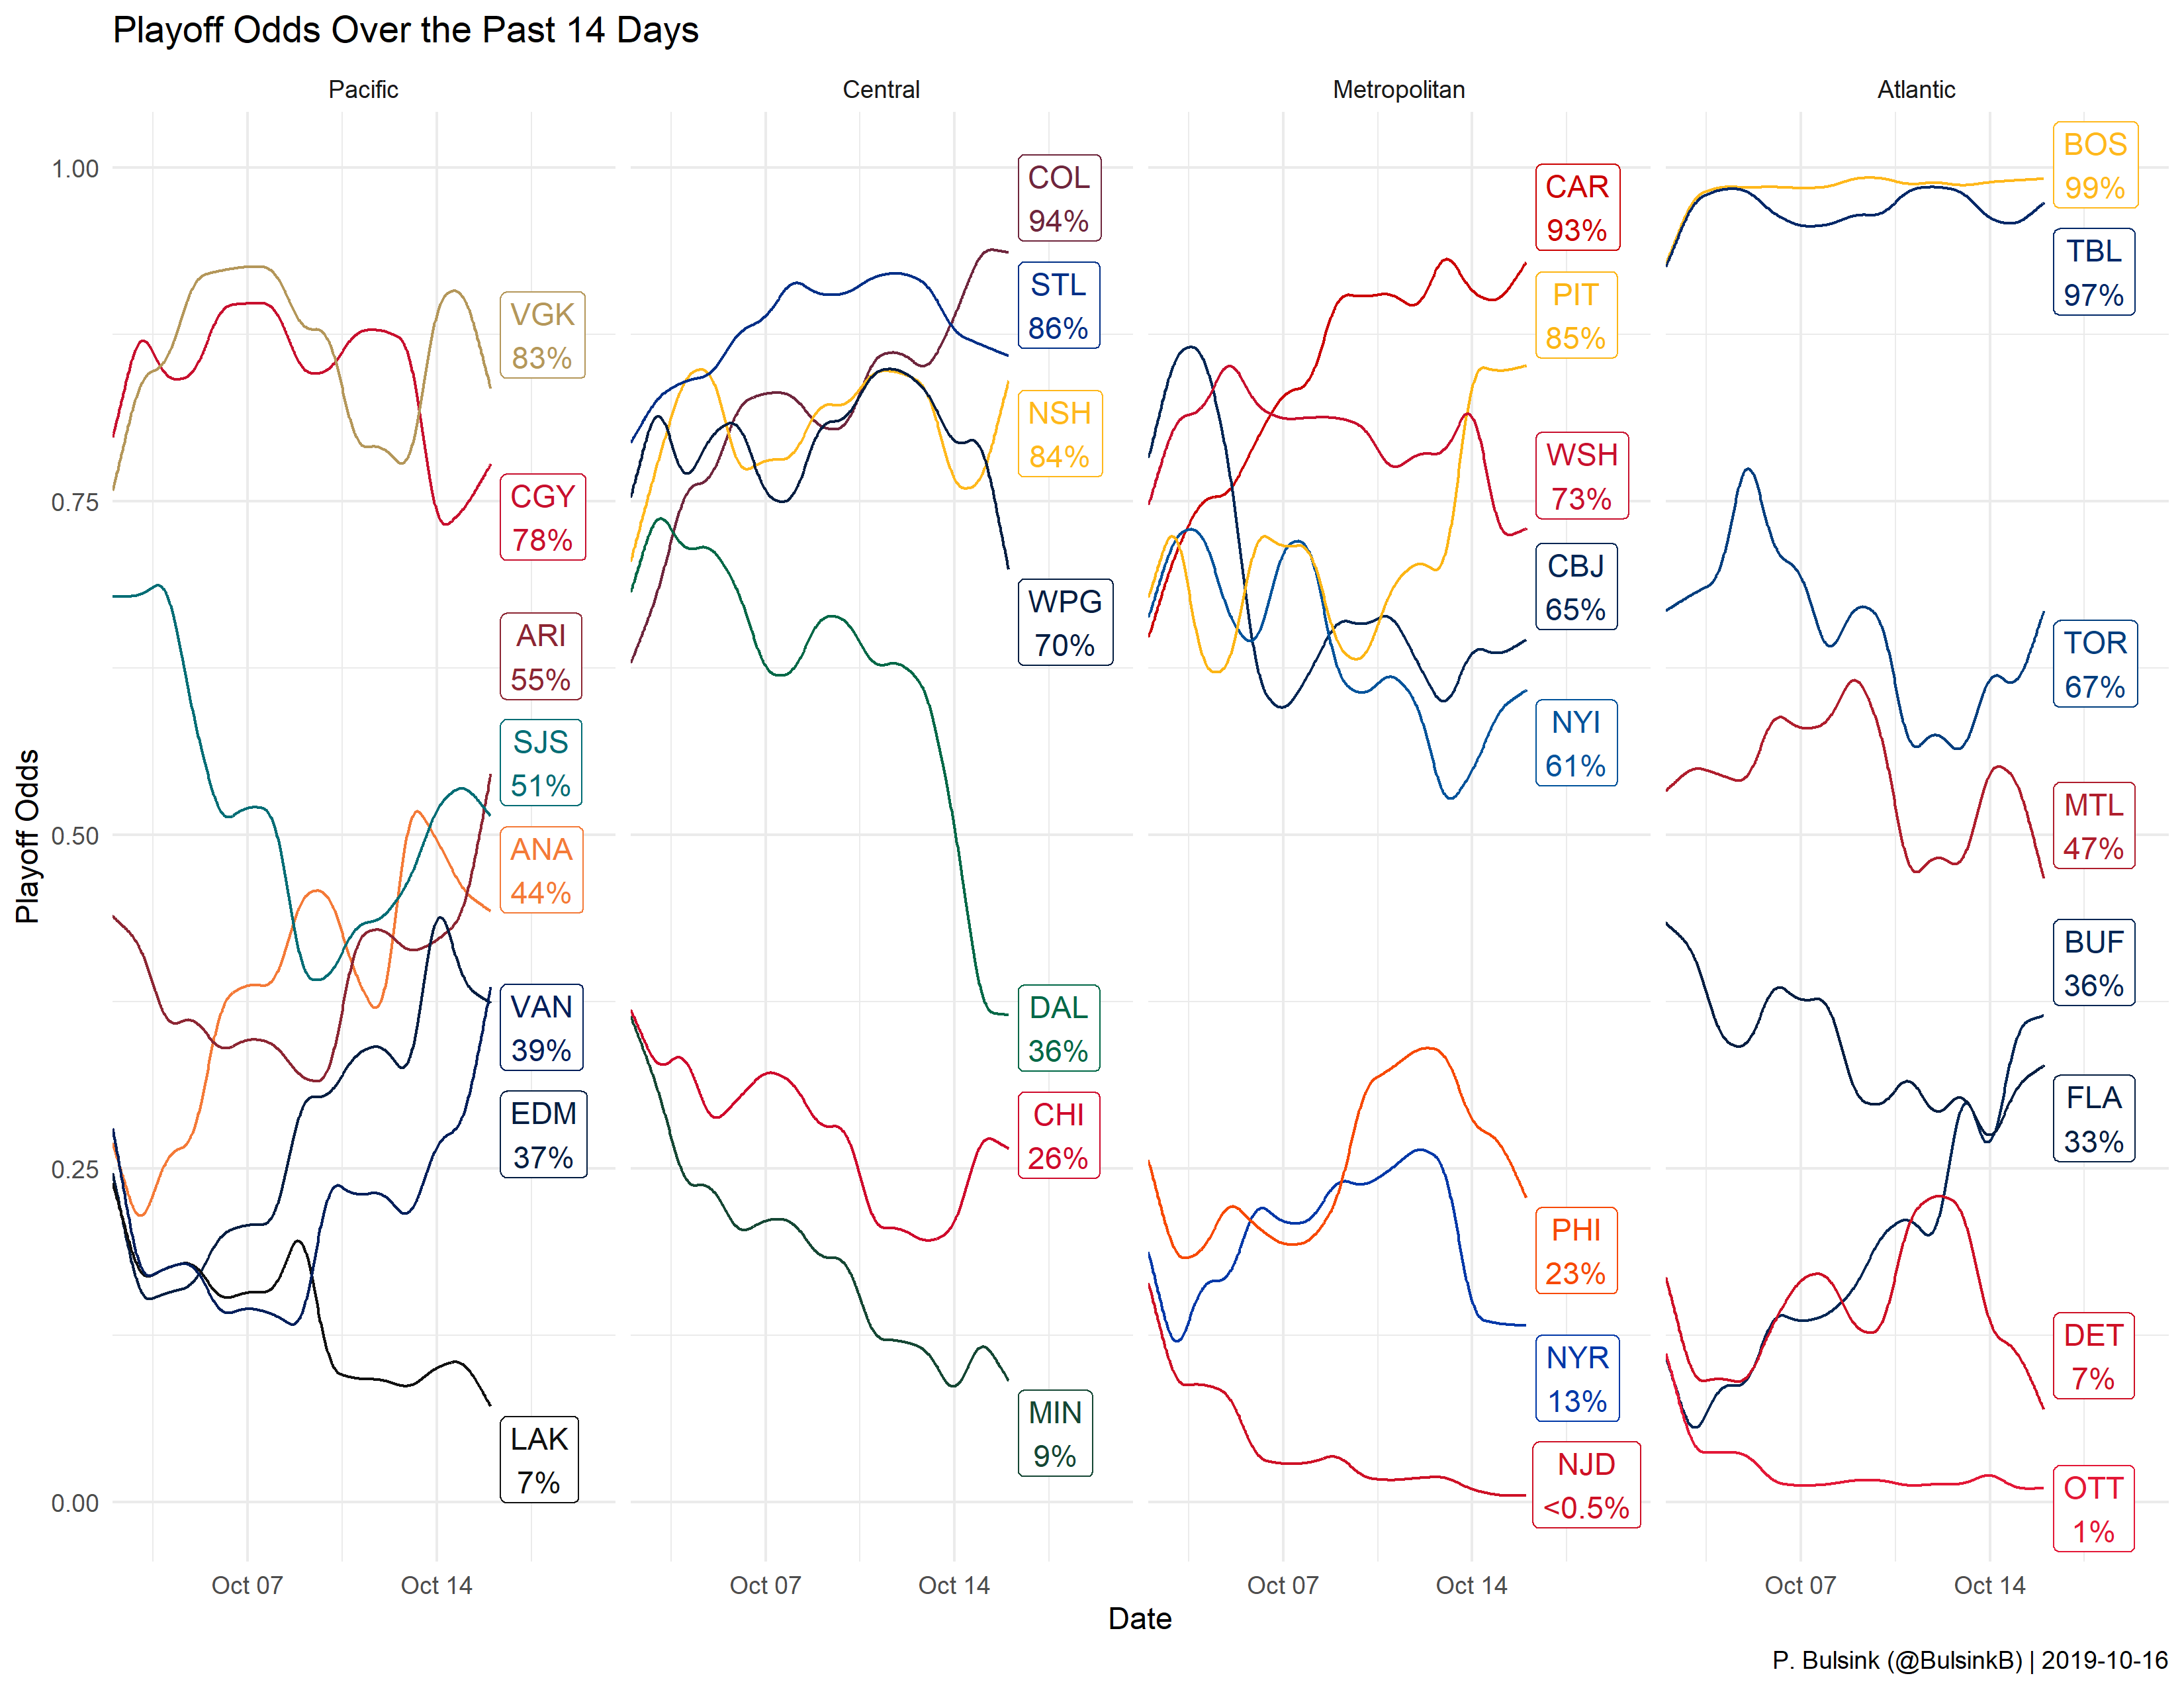 Playoff Odds Over the Past 14 Days
Pacific
Central
Metropolitan
Atlantic
Playoff Odds
1.00
0.75
0.50
0.25
0.00
VGK
83%
CGY
78%
ARI
55%
SJS
51%
ANA
44%
VAN
39%
EDM
37%
LAK
7%
COL
94%
STL
86%
NSH
84%
WPG
70%
DAL
36%
CHI
26%
MIN
9%
CAR
93%
PIT
85%
WSH
73%
CBJ
65%
NYI
61%
PHI
23%
NYR
13%
NJD
<0.5%
BOS
99%
TBL
97%
TOR
67%
MTL
47%
BUF
36%
FLA
33%
DET
7%
OTT
1%
Oct 07
Oct 14
Oct 07
Oct 14
Oct 07
Oct 14
Oct 07
Oct 14
Date
P. Bulsink (@BulsinkB) | 2019-10-16